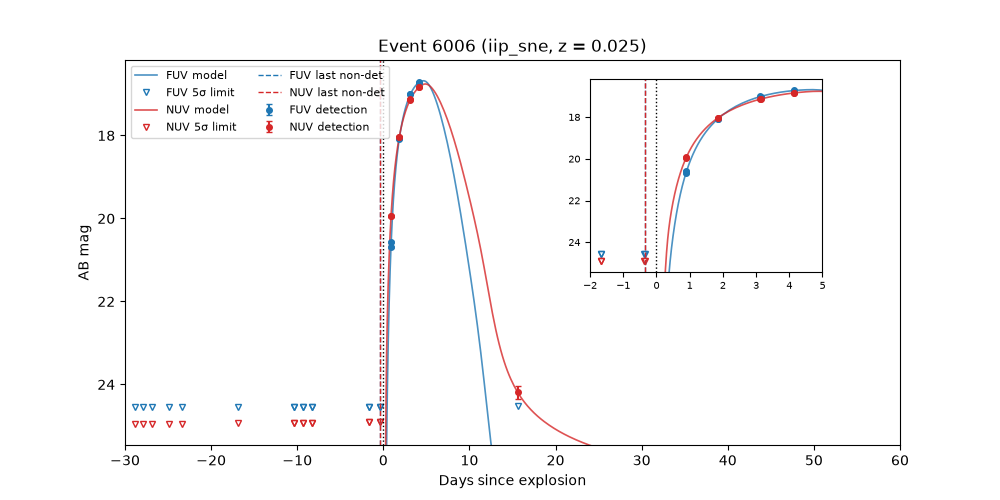 Event 6006 (iip_sne, z = 0.025)
FUV model
FUV 5σ limit
NUV model
NUV 5σ limit
FUV last non-det
NUV last non-det
FUV detection
NUV detection
AB mag
18
20
22
24
18
20
22
24
−2 −1 0 1 2 3 4 5
−30 −20 −10 0 10 20 30 40 50 60
Days since explosion